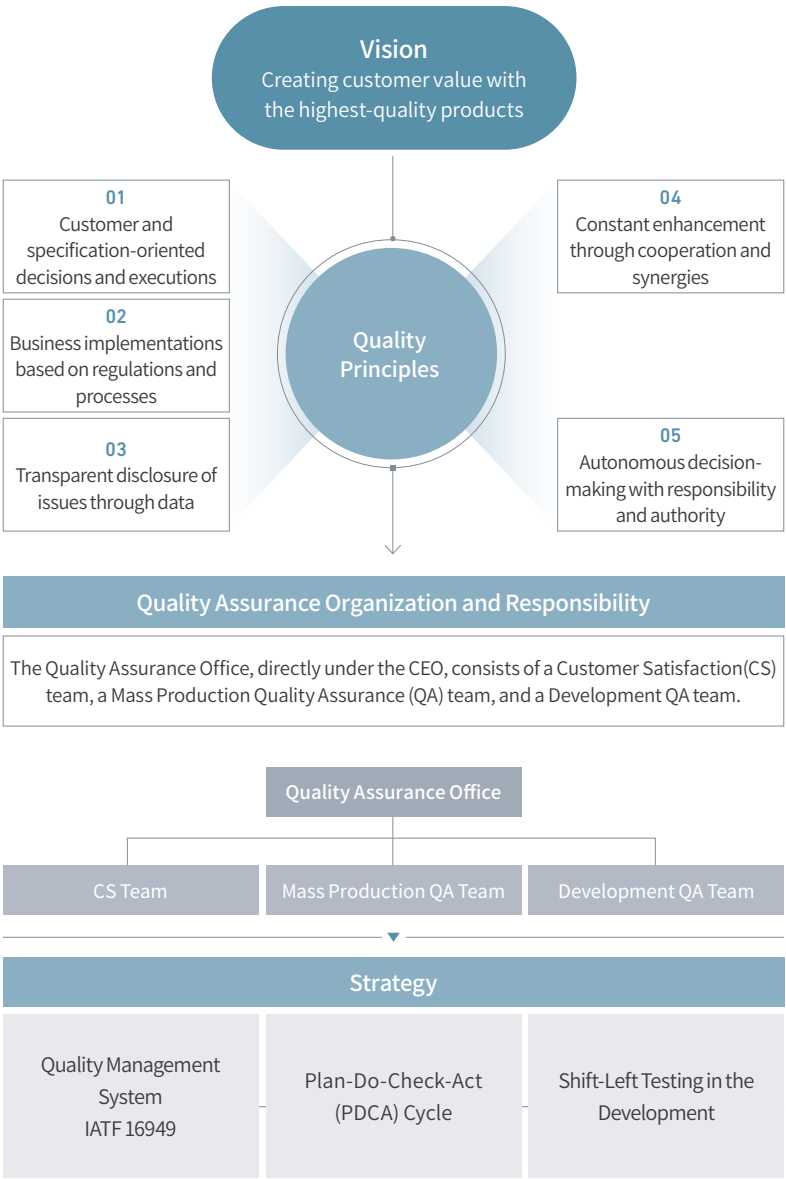 Vision
Creating customer value with
the highest-quality products
01
Customer and
specification-oriented
decisions and executions
02
Business implementations
based on regulations and
processes
03
Transparent disclosure of
issues through data
Quality
Principles
04
Constant enhancement
through cooperation and
synergies
05
Autonomous decision-
making with responsibility
and authority
Quality Assurance Organization and Responsibility
The Quality Assurance Office, directly under the CEO, consists of a Customer Satisfaction(CS)
team, a Mass Production Quality Assurance (QA) team, and a Development QA team.
Quality Assurance Office
CS Team
Mass Production QA Team
Development QA Team
Strategy
Quality Management
System
IATF 16949
Plan-Do-Check-Act
(PDCA) Cycle
Shift-Left Testing in the
Development